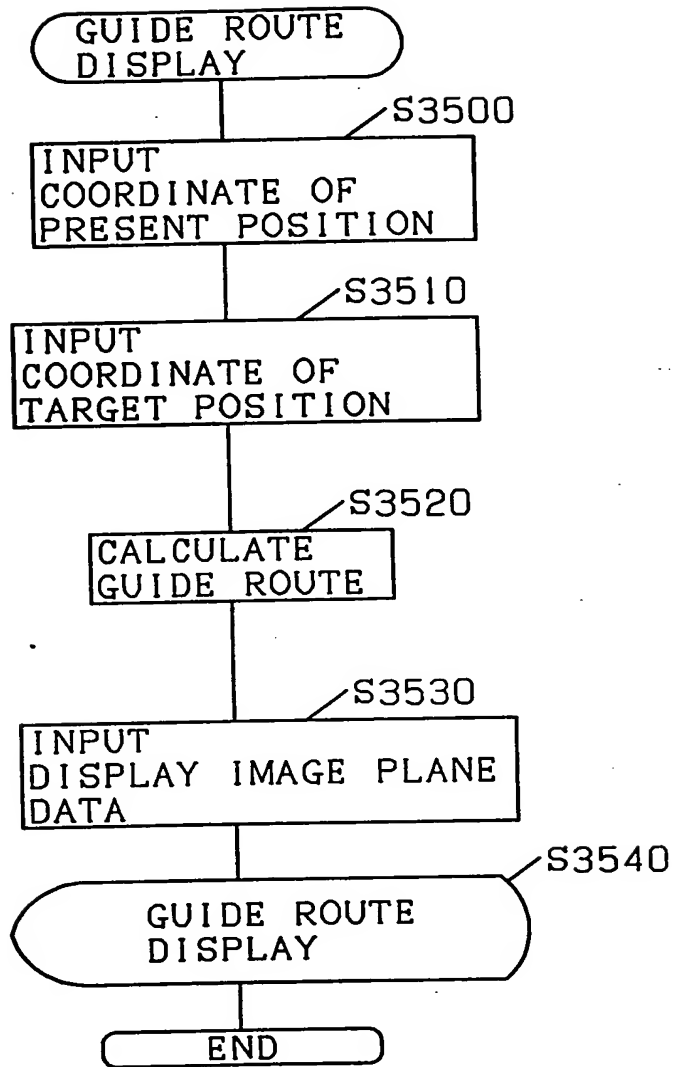 GUIDE ROUTE
DISPLAY
S3500
INPUT
COORDINATE OF
PRESENT POSITION
S3510
INPUT
COORDINATE OF
TARGET POSITION
S3520
CALCULATE
GUIDE ROUTE
S3530
INPUT
DISPLAY IMAGE PLANE
DATA
S3540
GUIDE ROUTE
DISPLAY
END